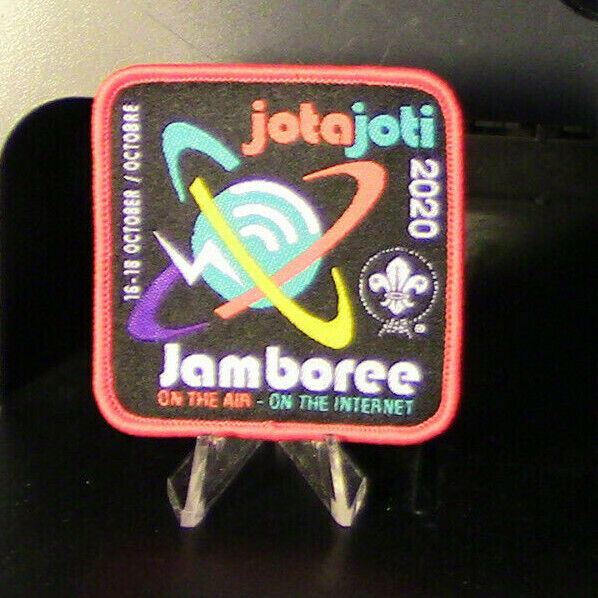 jotajoti
2020
16-18 OCTOBER / OCTOBRE
Jamboree
ON THE AIR - ON THE INTERNET
®